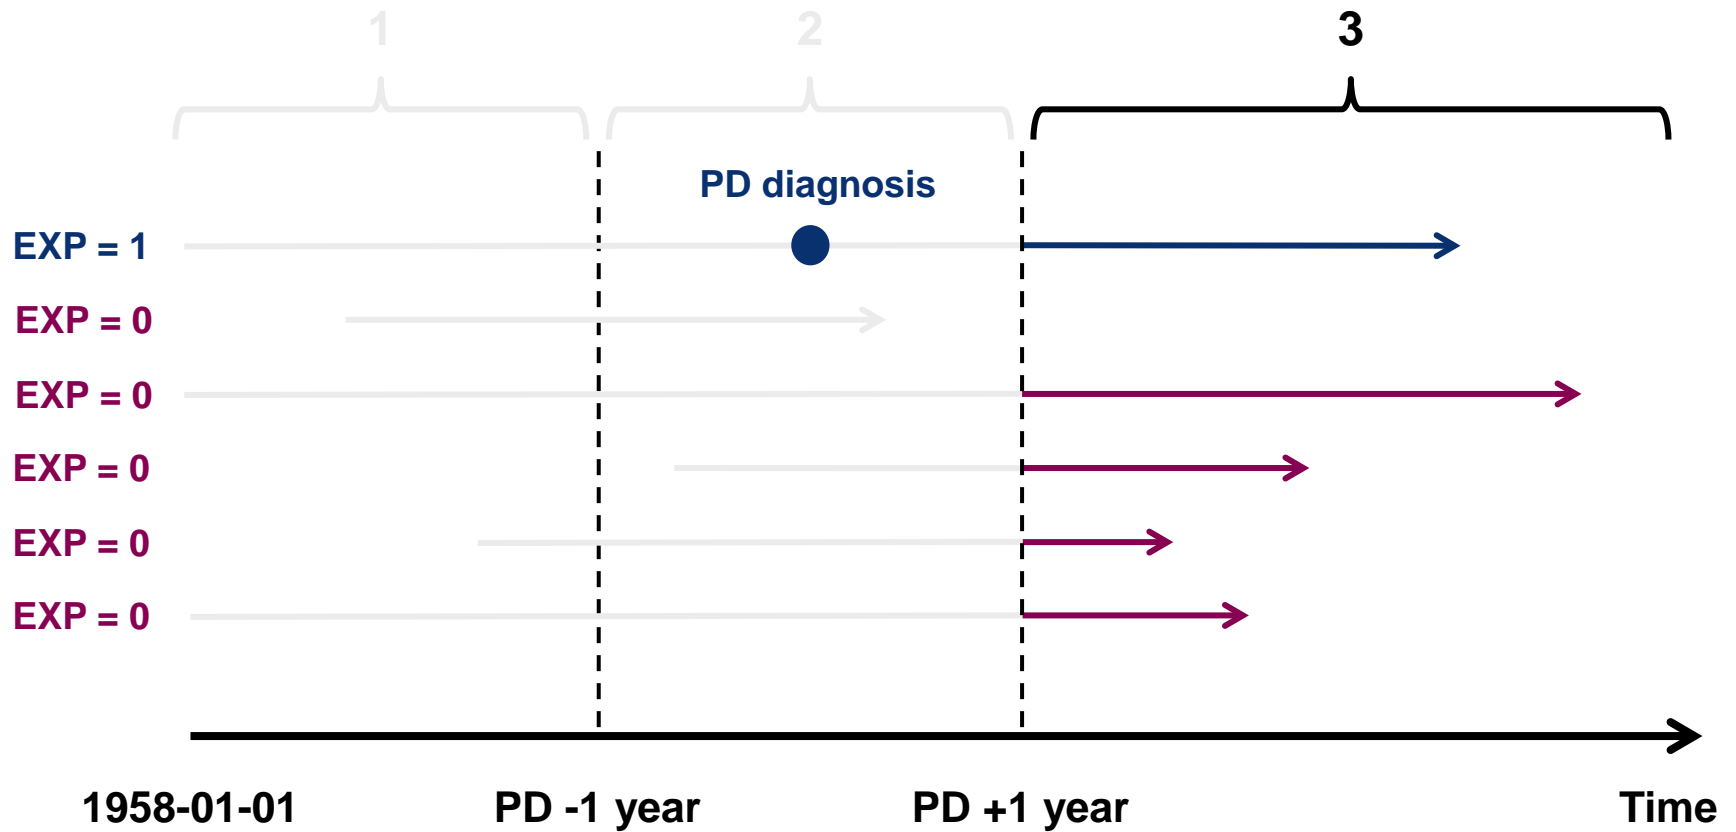 1 2 3
PD diagnosis
EXP = 1
EXP = 0
EXP = 0
EXP = 0
EXP = 0
EXP = 0
1958-01-01 PD -1 year PD +1 year Time